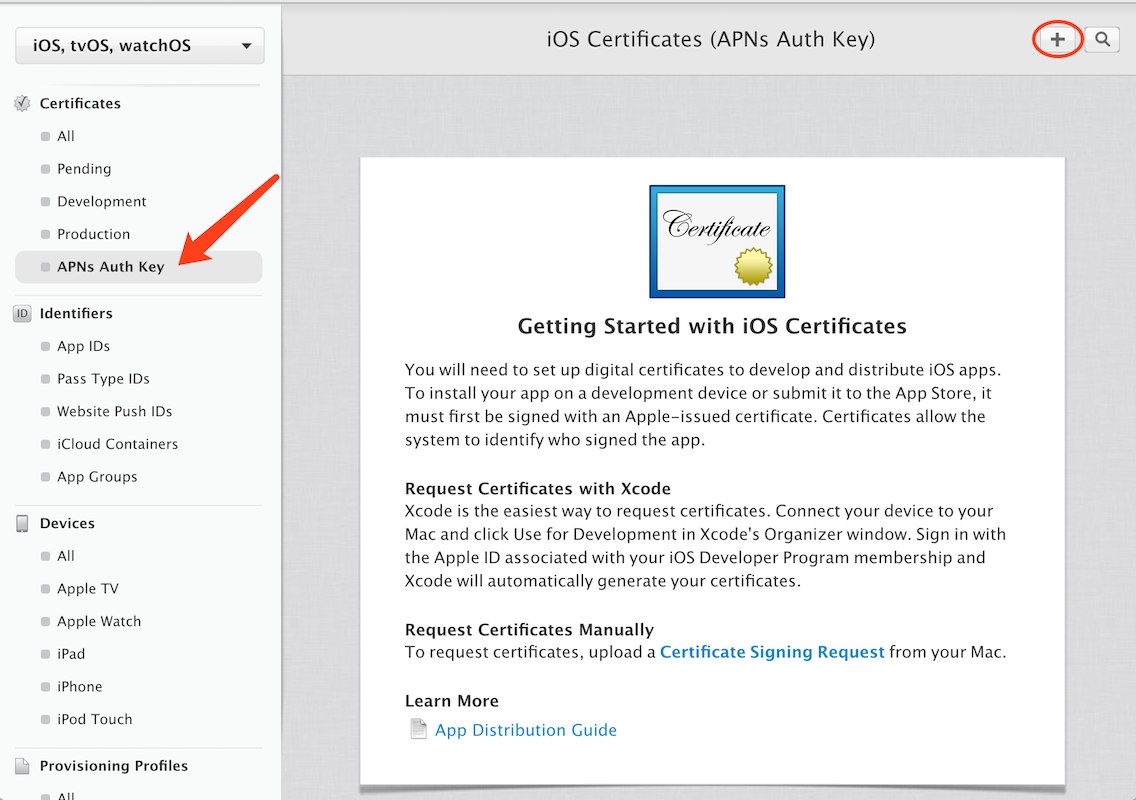 iOS, tvOS, watchOS
Certificates
All
Pending
Development
Production
APNs Auth Key
ID
Identifiers
App IDs
Pass Type IDs
Website Push IDs
iCloud Containers
App Groups
Devices
All
Apple TV
Apple Watch
iPad
iPhone
iPod Touch
Provisioning Profiles
All
iOS Certificates (APNs Auth Key)
Certificate
Getting Started with iOS Certificates
You will need to set up digital certificates to develop and distribute iOS apps.
To install your app on a development device or submit it to the App Store, it
must first be signed with an Apple-issued certificate. Certificates allow the
system to identify who signed the app.
Request Certificates with Xcode
Xcode is the easiest way to request certificates. Connect your device to your
Mac and click Use for Development in Xcode's Organizer window. Sign in with
the Apple ID associated with your iOS Developer Program membership and
Xcode will automatically generate your certificates.
Request Certificates Manually
To request certificates, upload a Certificate Signing Request from your Mac.
Learn More
App Distribution Guide